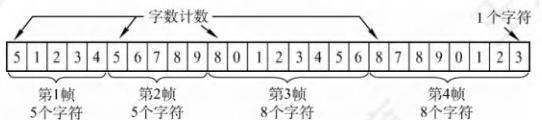 字数计数 1个字符
5 1 2 3 4 5 6 7 8 9 8 0 1 2 3 4 5 6 8 7 8 9 0 1 2 3
第1帧 第2帧 第3帧 第4帧
5个字符 5个字符 8个字符 8个字符